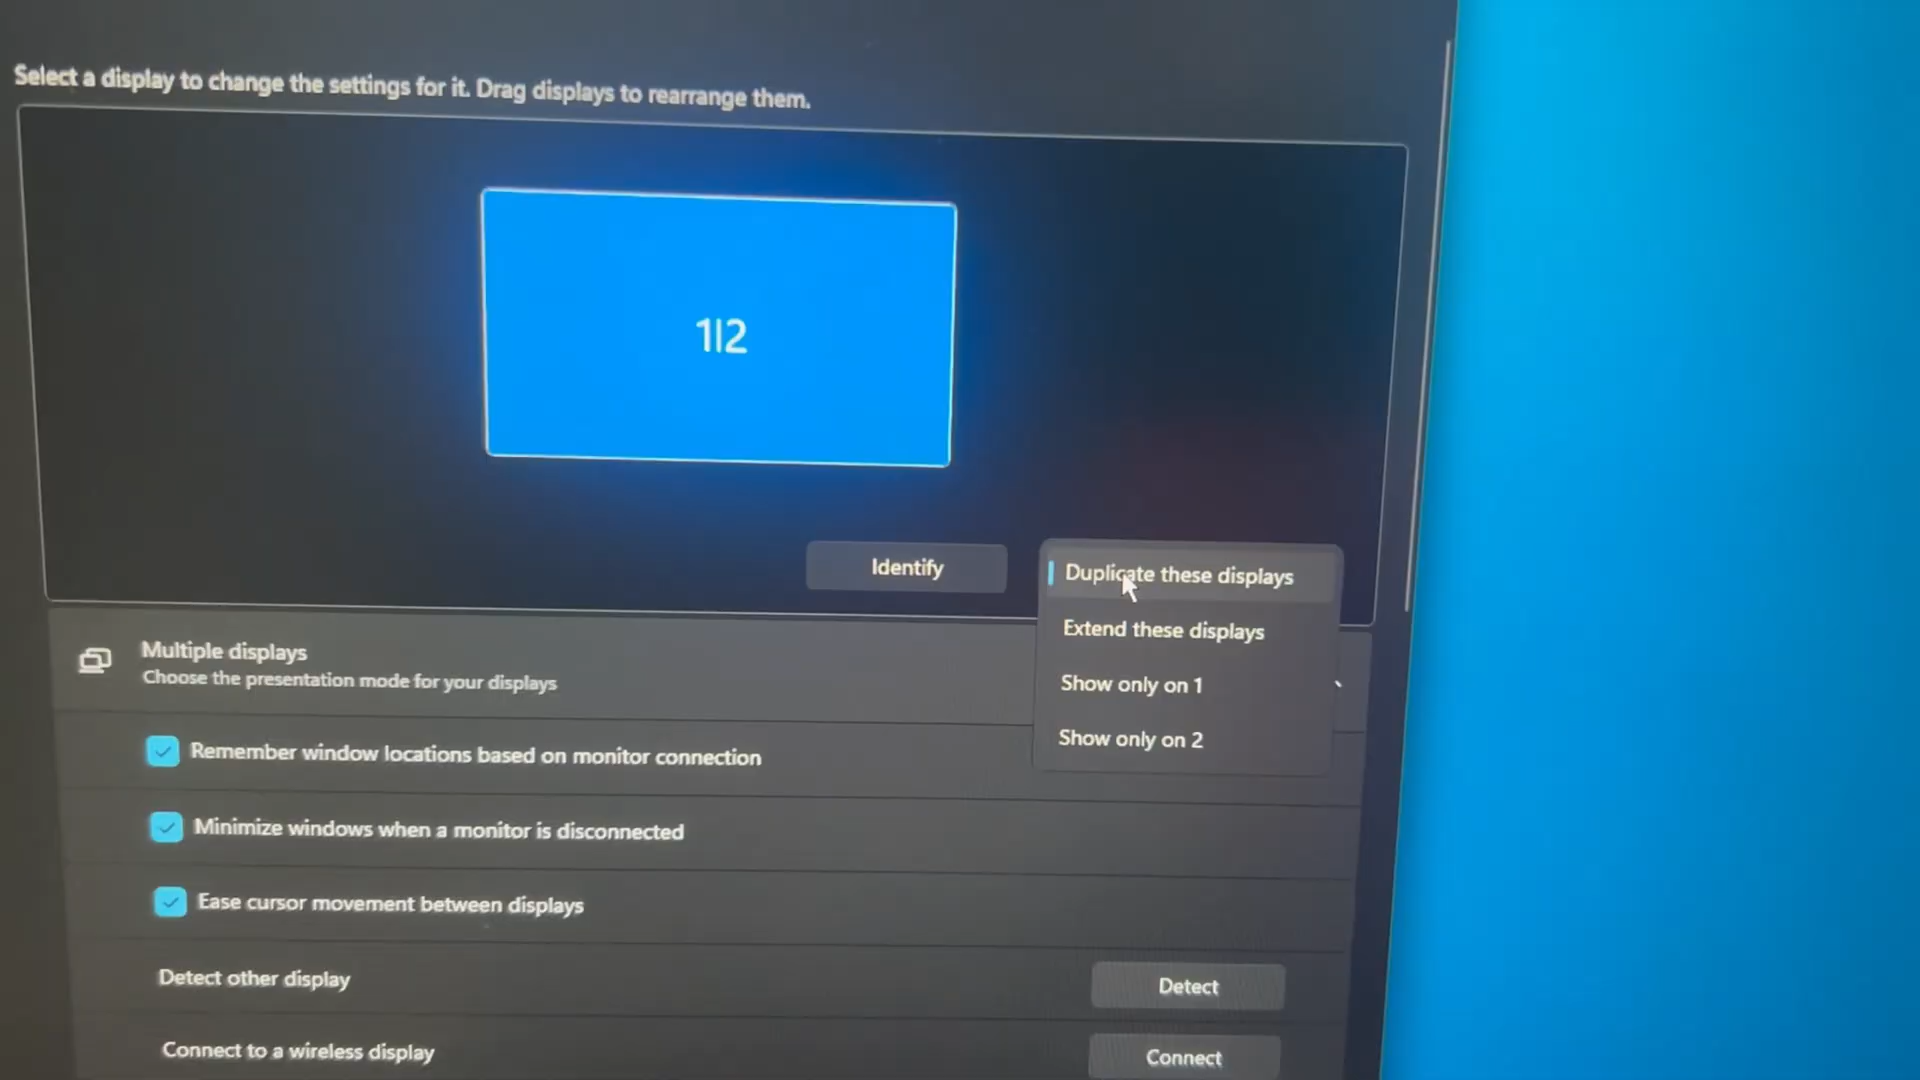 Select a display to change the settings for it. Drag displays to rearrange them.
1|2
Identify
Duplicate these displays
Extend these displays
Show only on 1
Show only on 2
Multiple displays
Choose the presentation mode for your displays
Remember window locations based on monitor connection
Minimize windows when a monitor is disconnected
Ease cursor movement between displays
Detect other display
Detect
Connect to a wireless display
Connect